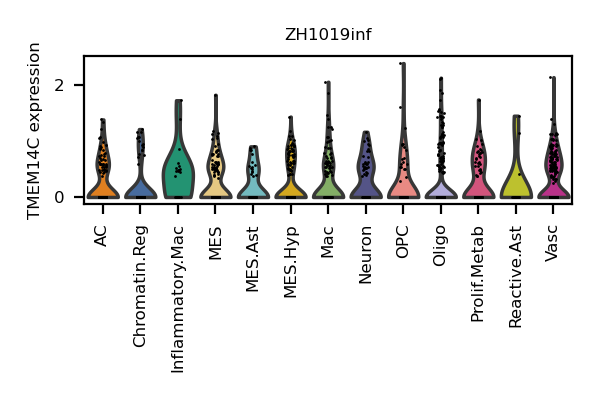 ZH1019inf
TMEM14C expression
2
0
AC
Chromatin.Reg
Inflammatory.Mac
MES
MES.Ast
MES.Hyp
Mac
Neuron
OPC
Oligo
Prolif.Metab
Reactive.Ast
Vasc